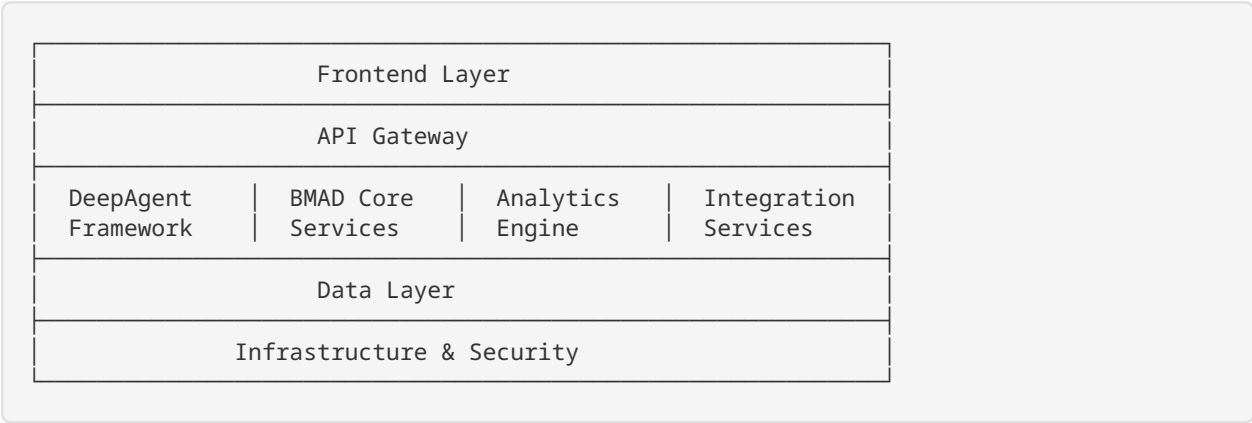 Frontend Layer
API Gateway
DeepAgent │ BMAD Core │ Analytics │ Integration
Framework │ Services │ Engine │ Services
Data Layer
Infrastructure & Security